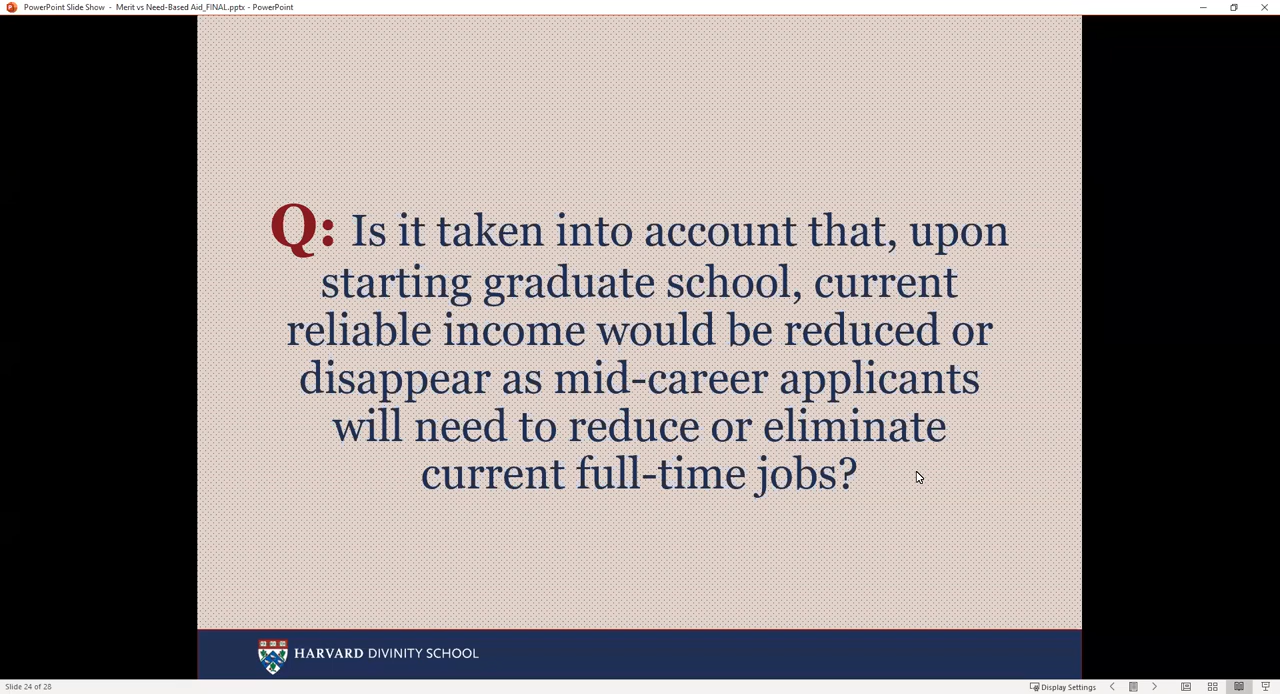 PowerPoint Slide Show - Merit vs Need-Based Aid_FINAL.pptx - PowerPoint
Q: Is it taken into account that, upon
starting graduate school, current
reliable income would be reduced or
disappear as mid-career applicants
will need to reduce or eliminate
current full-time jobs?
HARVARD DIVINITY SCHOOL
Slide 24 of 28
Display Settings